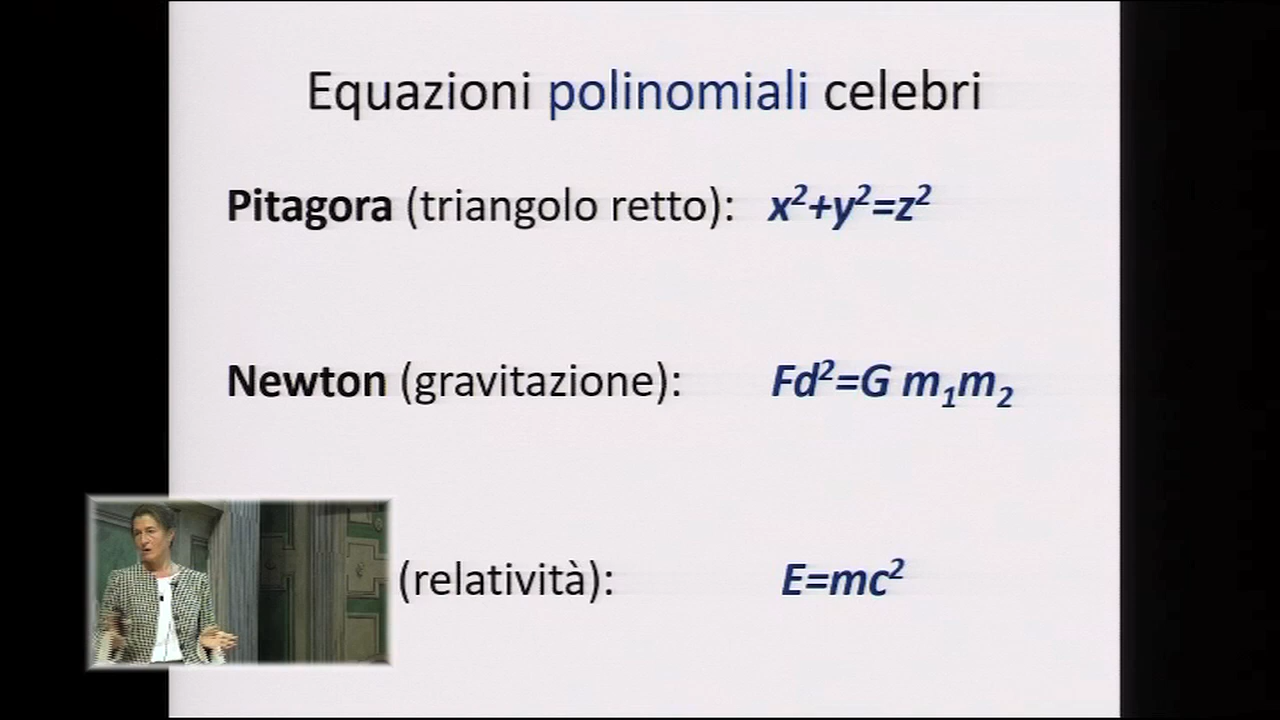 Equazioni polinomiali celebri
Pitagora (triangolo retto): x²+y²=z²
Newton (gravitazione): Fd²=G m₁m₂
(relatività): E=mc²